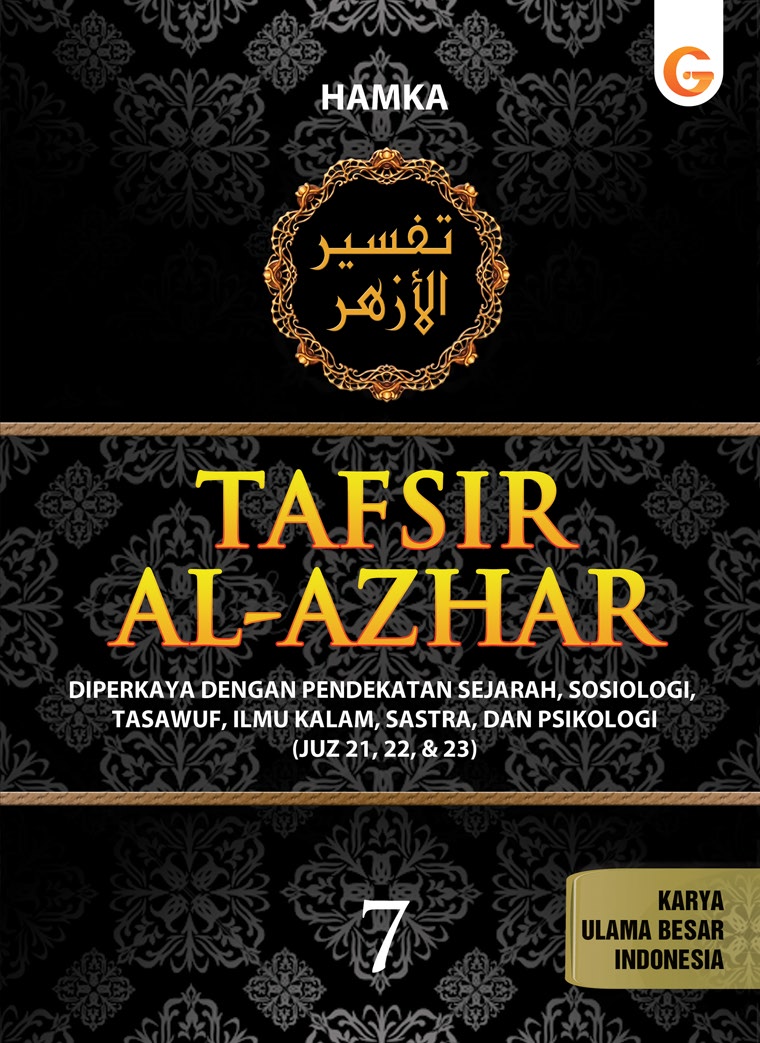 G
HAMKA
تفسير
الأزهر
TAFSIR
AL-AZHAR
DIPERKAYA DENGAN PENDEKATAN SEJARAH, SOSIOLOGI,
TASAWUF, ILMU KALAM, SASTRA, DAN PSIKOLOGI
(JUZ 21, 22, & 23)
7
KARYA
ULAMA BESAR
INDONESIA